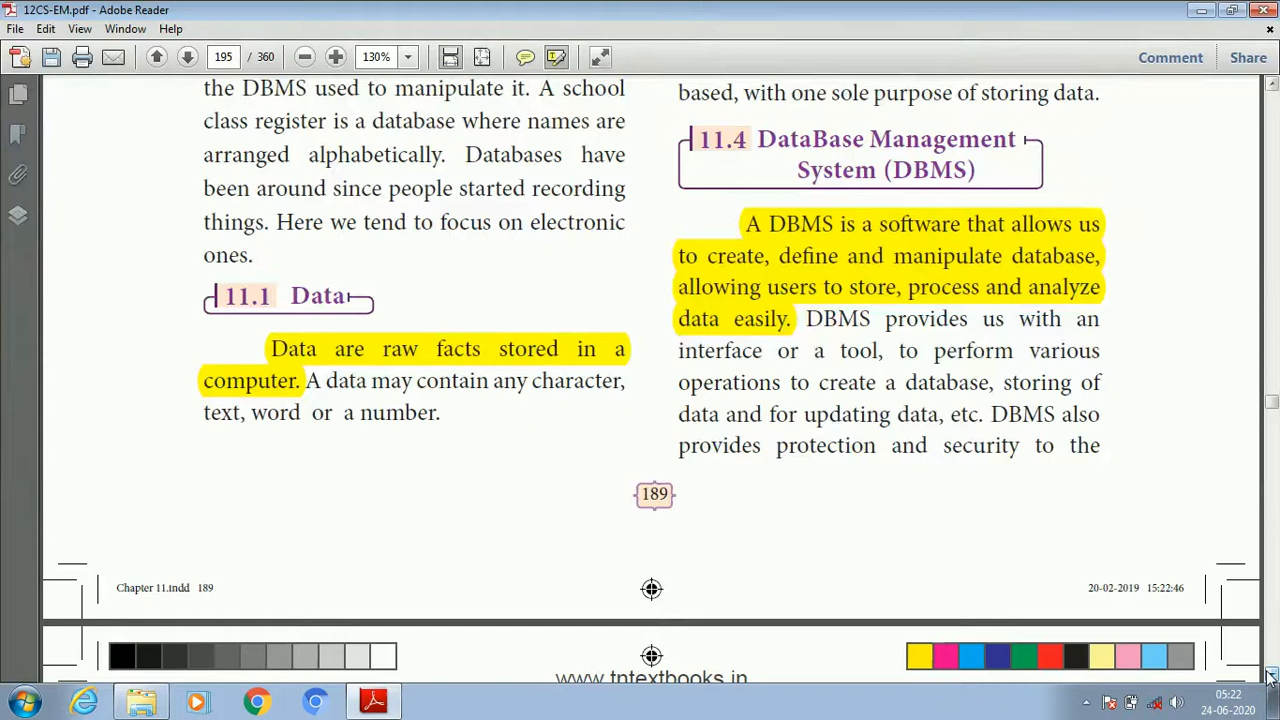 12CS-EM.pdf - Adobe Reader
File Edit View Window Help
195 / 360 130% Comment Share
the DBMS used to manipulate it. A school
class register is a database where names are
arranged alphabetically. Databases have
been around since people started recording
things. Here we tend to focus on electronic
ones.
11.1 Data
Data are raw facts stored in a
computer. A data may contain any character,
text, word or a number.
based, with one sole purpose of storing data.
11.4 DataBase Management
System (DBMS)
A DBMS is a software that allows us
to create, define and manipulate database,
allowing users to store, process and analyze
data easily. DBMS provides us with an
interface or a tool, to perform various
operations to create a database, storing of
data and for updating data, etc. DBMS also
provides protection and security to the
189
Chapter 11.indd 189
20-02-2019 15:22:46
www.tntextbooks.in
05:22
24-06-2020